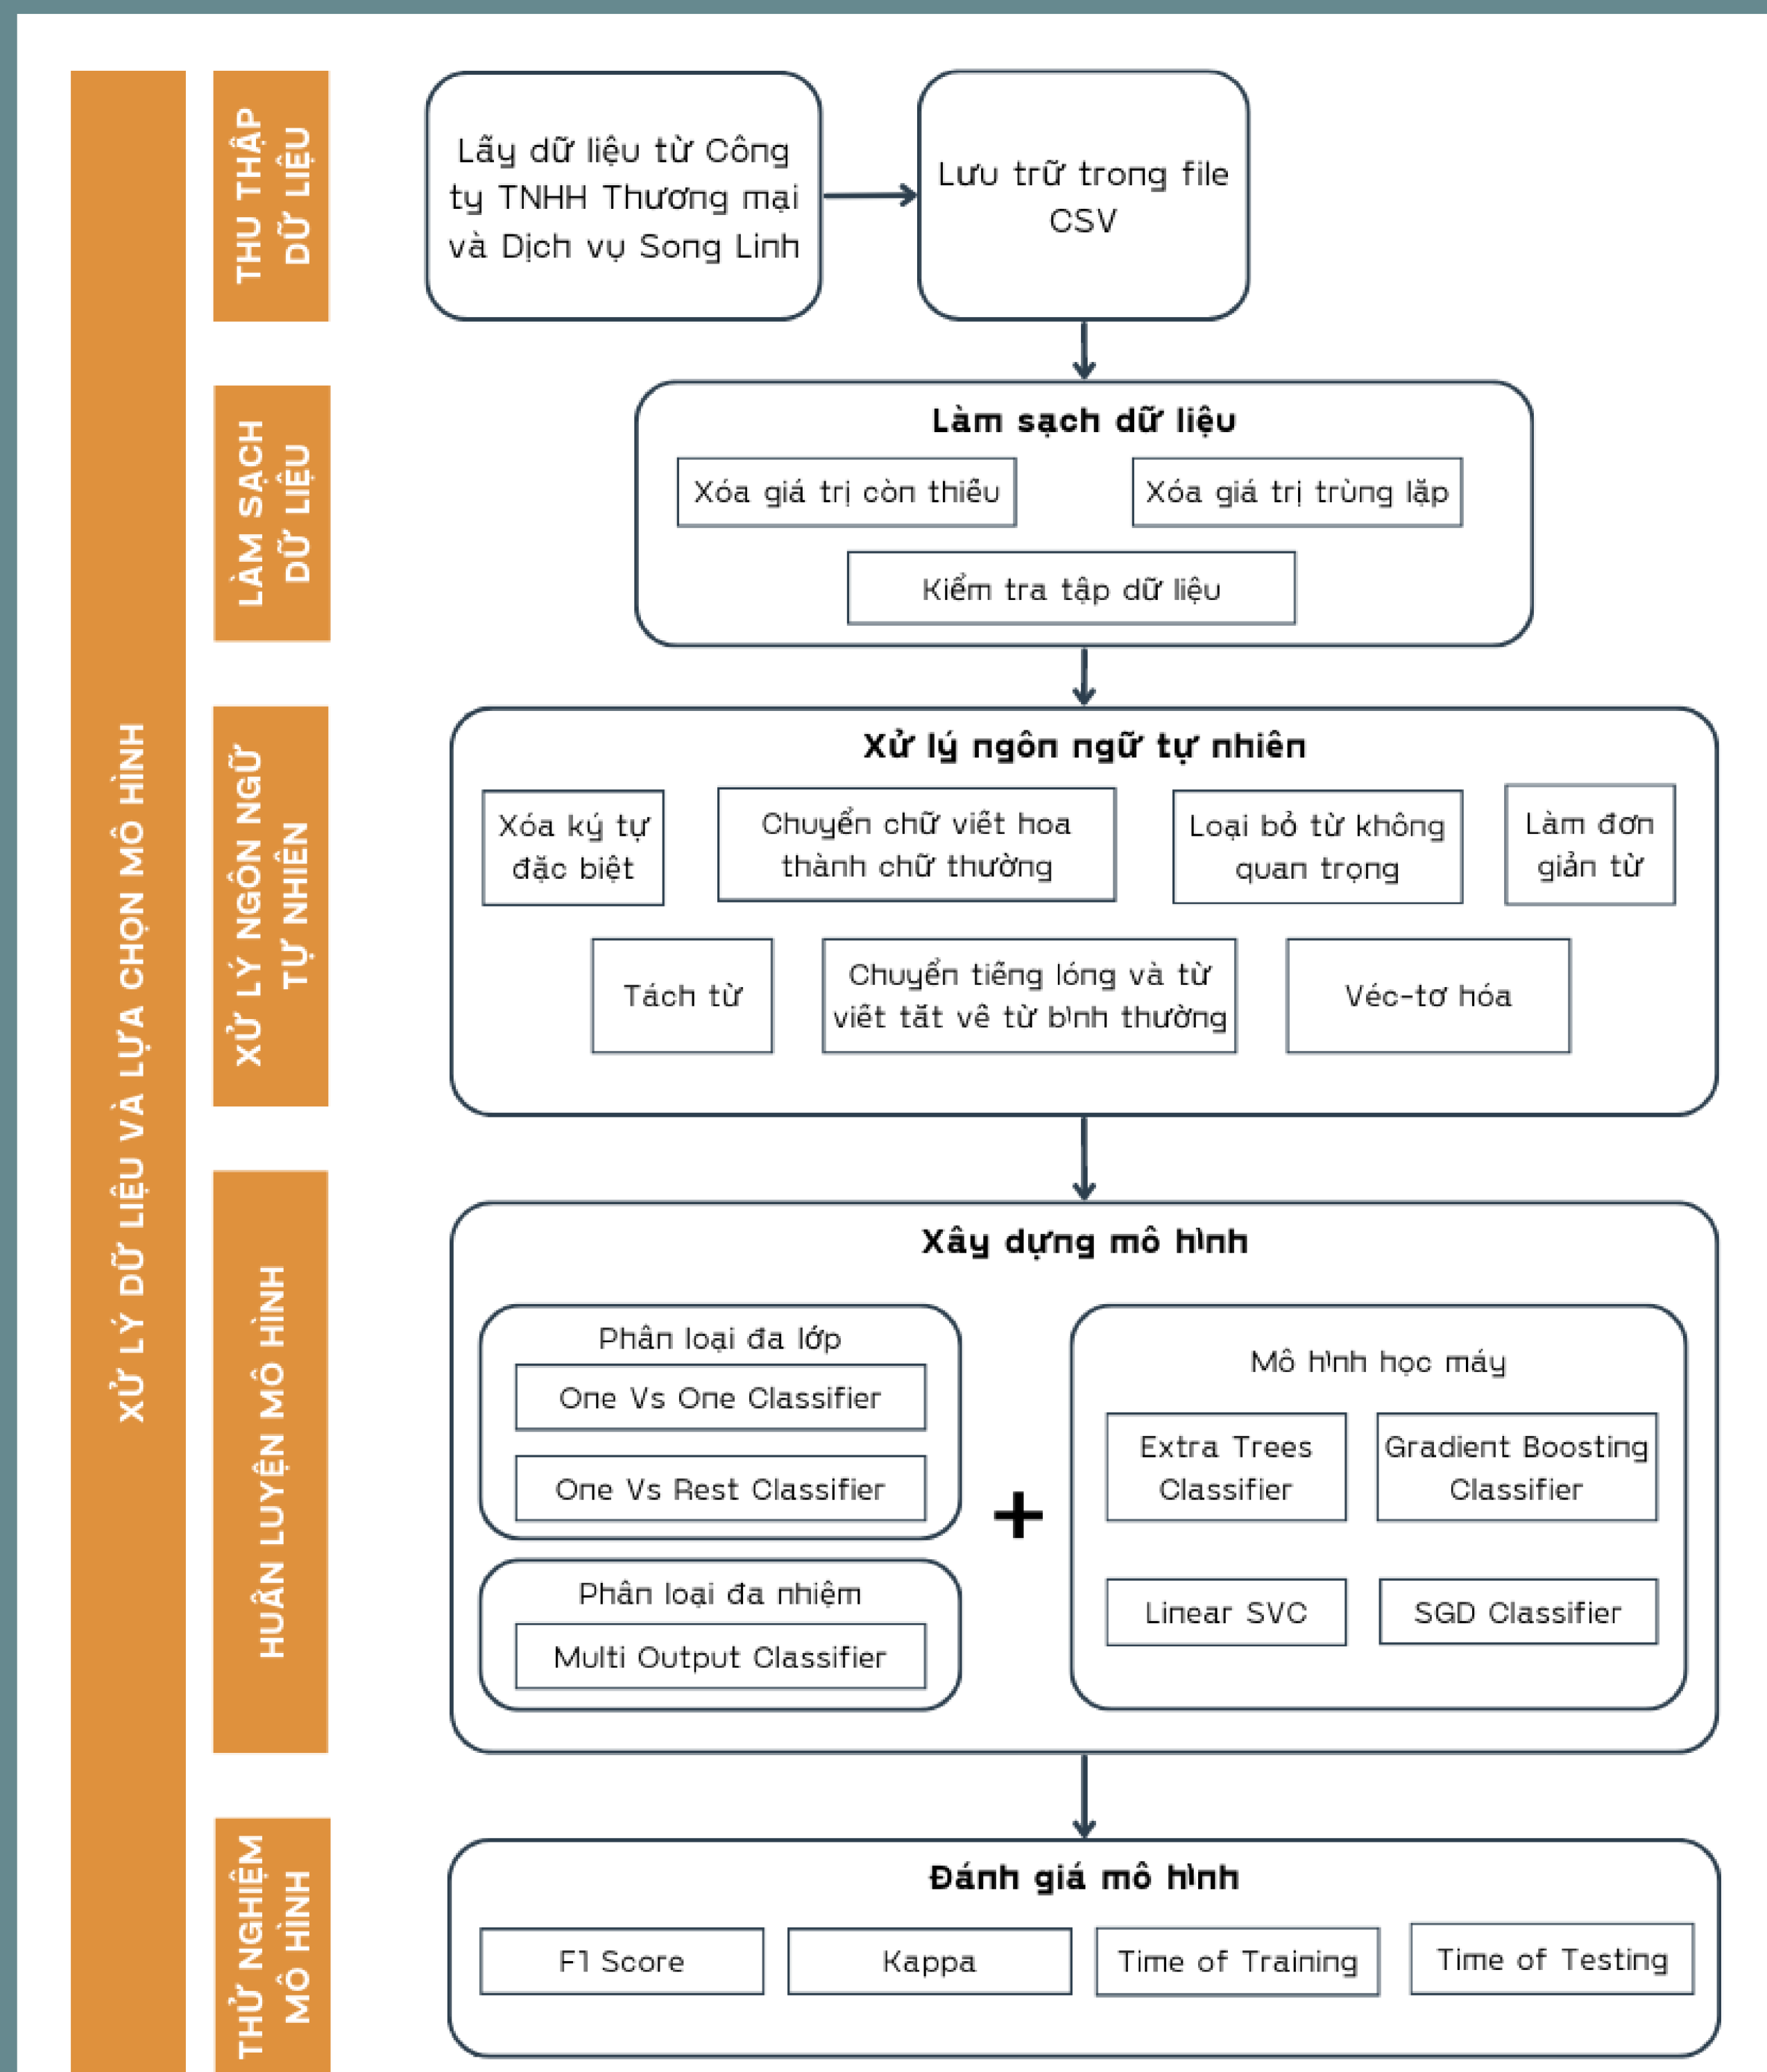 XỬ LÝ DỮ LIỆU VÀ LỰA CHỌN MÔ HÌNH
THU THẬP
DỮ LIỆU
Lấy dữ liệu từ Công
ty TNHH Thương mại
và Dịch vụ Song Linh
Lưu trữ trong file
CSV
LÀM SẠCH
DỮ LIỆU
Làm sạch dữ liệu
Xóa giá trị còn thiếu
Xóa giá trị trùng lặp
Kiểm tra tập dữ liệu
XỬ LÝ NGÔN NGỮ
TỰ NHIÊN
Xử lý ngôn ngữ tự nhiên
Xóa ký tự
đặc biệt
Chuyển chữ viết hoa
thành chữ thường
Loại bỏ từ không
quan trọng
Làm đơn
giản từ
Tách từ
Chuyển tiếng lóng và từ
viết tắt về từ bình thường
Véc-tơ hóa
HUẤN LUYỆN MÔ HÌNH
Xây dựng mô hình
Phân loại đa lớp
One Vs One Classifier
One Vs Rest Classifier
Phân loại đa nhiệm
Multi Output Classifier
+
Mô hình học máy
Extra Trees
Classifier
Gradient Boosting
Classifier
Linear SVC
SGD Classifier
THỬ NGHIỆM
MÔ HÌNH
Đánh giá mô hình
F1 Score
Kappa
Time of Training
Time of Testing